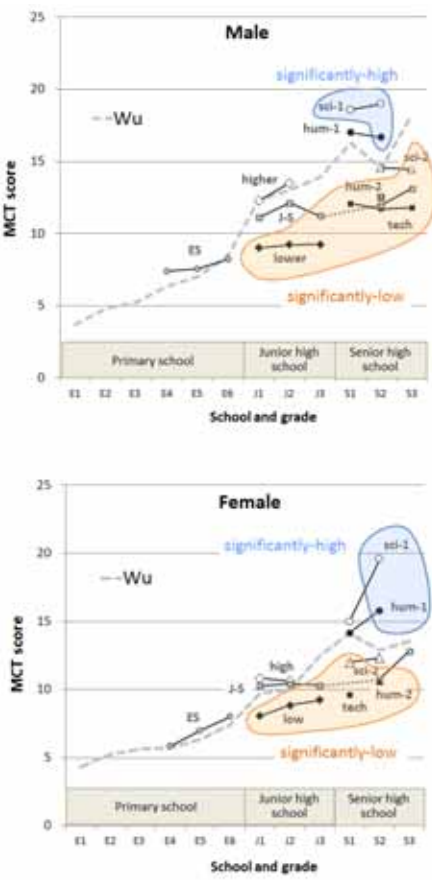 25
Male
significantly-high
20
sci-1
Wu
hum-1
15
sci-2
higher
hum-2
MCT score
J-S
10
ES
tech
lower
5
significantly-low
Primary school
Junior high
school
Senior high
school
0
E1 E2 E3 E4 E5 E6 J1 J2 J3 S1 S2 S3
School and grade
25
Female
significantly-high
20
sci-1
Wu
hum-1
15
MCT score
high
sci-2
J-S
10
hum-2
ES
tech
low
5
significantly-low
Primary school
Junior high
school
Senior high
school
0
E1 E2 E3 E4 E5 E6 J1 J2 J3 S1 S2 S3
School and grade